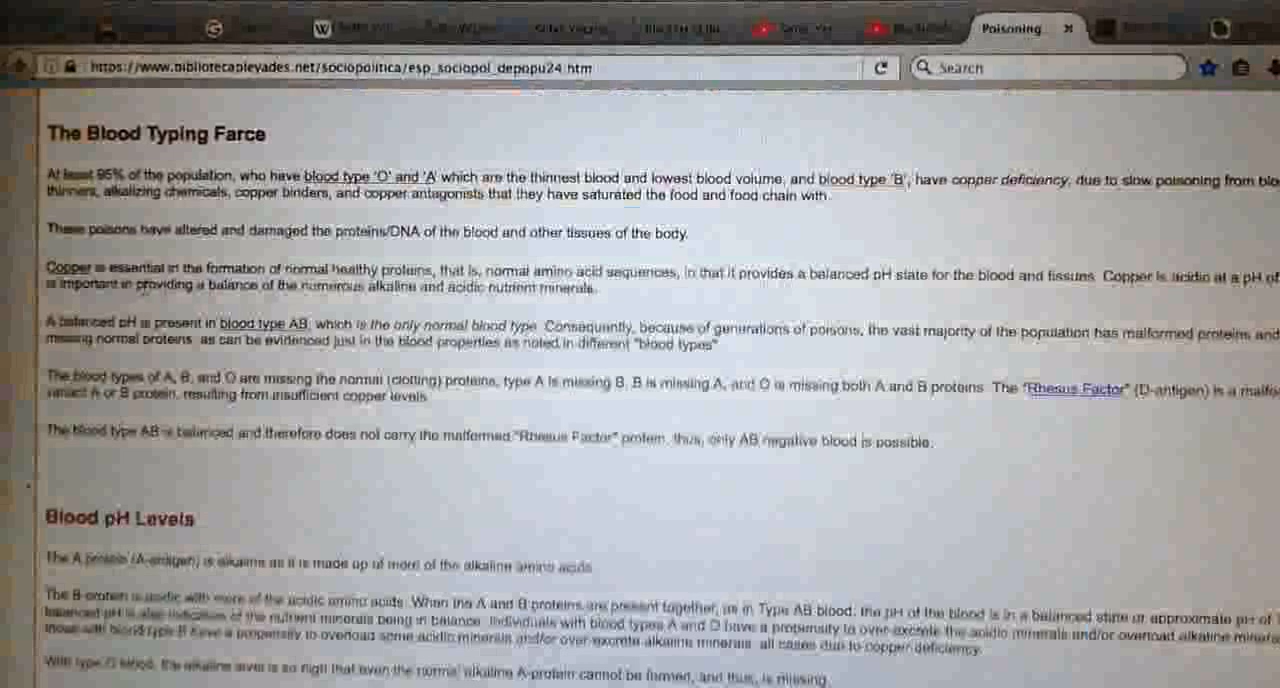 Poisoning
https://www.bibliotecapleyades.net/sociopolitica/esp_sociopol_depopu24.htm
Search
The Blood Typing Farce
At least 95% of the population, who have blood type 'O' and 'A' which are the thinnest blood and lowest blood volume, and blood type 'B', have copper deficiency, due to slow poisoning from blo
thinners, alkalizing chemicals, copper binders, and copper antagonists that they have saturated the food and food chain with.
These poisons have altered and damaged the proteins/DNA of the blood and other tissues of the body.
Copper is essential in the formation of normal healthy proteins, that is, normal amino acid sequences, in that it provides a balanced pH state for the blood and tissues. Copper is acidic at a pH of
is important in providing a balance of the numerous alkaline and acidic nutrient minerals.
A balanced pH is present in blood type AB, which is the only normal blood type. Consequently, because of generations of poisons, the vast majority of the population has malformed proteins and
missing normal proteins, as can be evidenced just in the blood properties as noted in different "blood types"
The blood types of A, B, and O are missing the normal (clotting) proteins, type A is missing B, B is missing A, and O is missing both A and B proteins. The "Rhesus Factor" (D-antigen) is a malfo
variant A or B protein, resulting from insufficient copper levels.
The blood type AB is balanced and therefore does not carry the malformed "Rhesus Factor" protein, thus, only AB negative blood is possible.
Blood pH Levels
The A protein (A-antigen) is alkaline as it is made up of more of the alkaline amino acids.
The B protein is acidic with more of the acidic amino acids. When the A and B proteins are present together, as in Type AB blood, the pH of the blood is in a balanced state or approximate pH of
balanced pH is also indicative of the nutrient minerals being in balance. Individuals with blood types A and O have a propensity to over-excrete the acidic minerals and/or overload alkaline minera
those with blood type B have a propensity to overload some acidic minerals and/or over-excrete alkaline minerals, all cases due to copper deficiency.
With type O blood, the alkaline level is so high that even the normal alkaline A-protein cannot be formed, and thus, is missing.